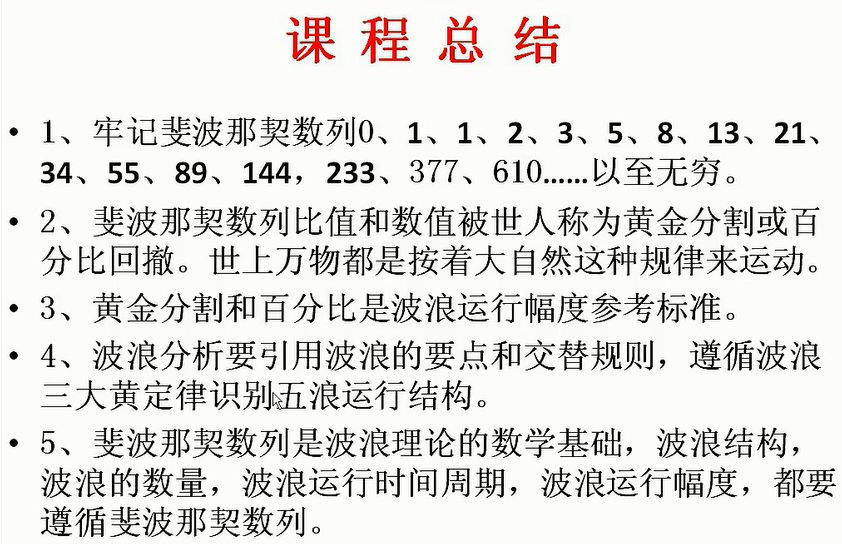 课程总结
• 1、牢记斐波那契数列0、1、1、2、3、5、8、13、21、
34、55、89、144，233、377、610……以至无穷。
• 2、斐波那契数列比值和数值被世人称为黄金分割或百
分比回撤。世上万物都是按着大自然这种规律来运动。
• 3、黄金分割和百分比是波浪运行幅度参考标准。
• 4、波浪分析要引用波浪的要点和交替规则，遵循波浪
三大黄定律识别五浪运行结构。
• 5、斐波那契数列是波浪理论的数学基础，波浪结构，
波浪的数量，波浪运行时间周期，波浪运行幅度，都要
遵循斐波那契数列。